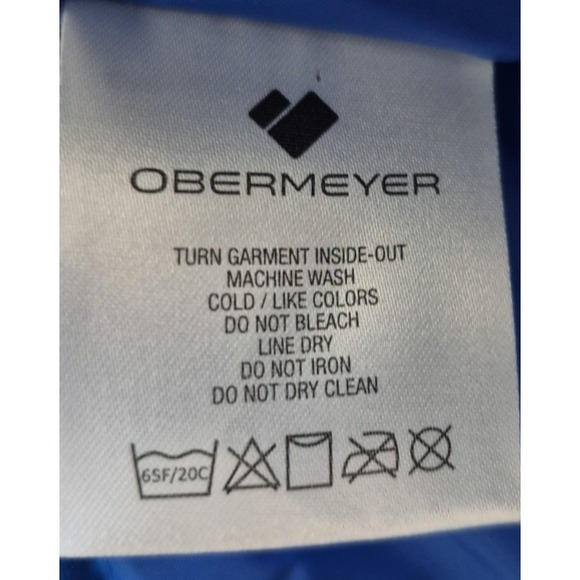 OBERMEYER
TURN GARMENT INSIDE-OUT
MACHINE WASH
COLD / LIKE COLORS
DO NOT BLEACH
LINE DRY
DO NOT IRON
DO NOT DRY CLEAN
65F/20C